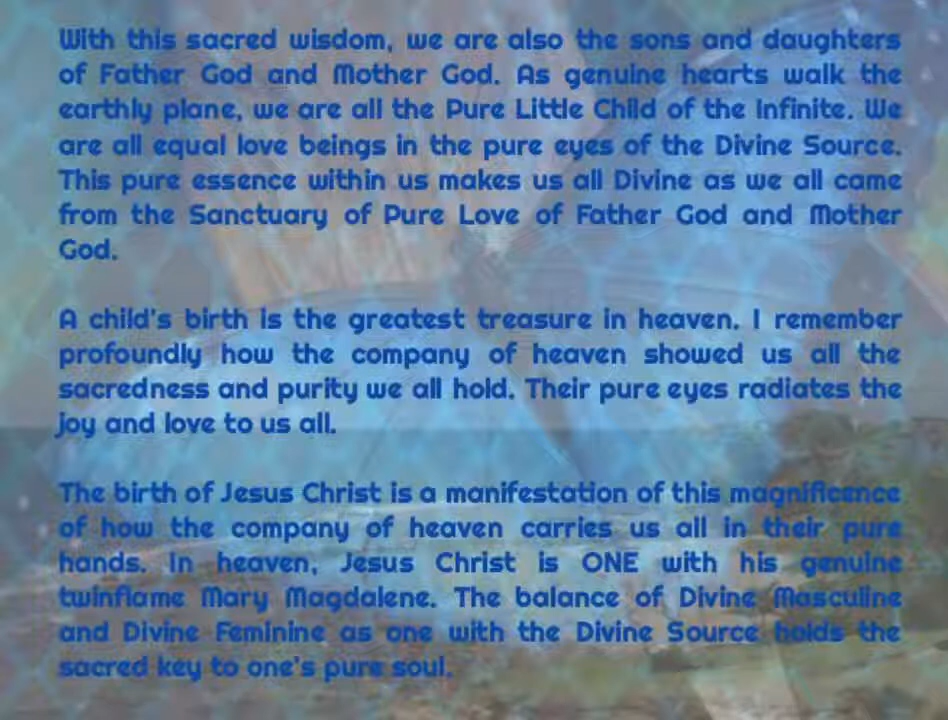 With this sacred wisdom, we are also the sons and daughters
of Father God and Mother God. As genuine hearts walk the
earthly plane, we are all the Pure Little Child of the Infinite. We
are all equal love beings in the pure eyes of the Divine Source.
This pure essence within us makes us all Divine as we all came
from the Sanctuary of Pure Love of Father God and Mother
God.
A child's birth is the greatest treasure in heaven. I remember
profoundly how the company of heaven showed us all the
sacredness and purity we all hold. Their pure eyes radiates the
joy and love to us all.
The birth of Jesus Christ is a manifestation of this magnificence
of how the company of heaven carries us all in their pure
hands. In heaven, Jesus Christ is ONE with his genuine
twinflame Mary Magdalene. The balance of Divine Masculine
and Divine Feminine as one with the Divine Source holds the
sacred key to one's pure soul.